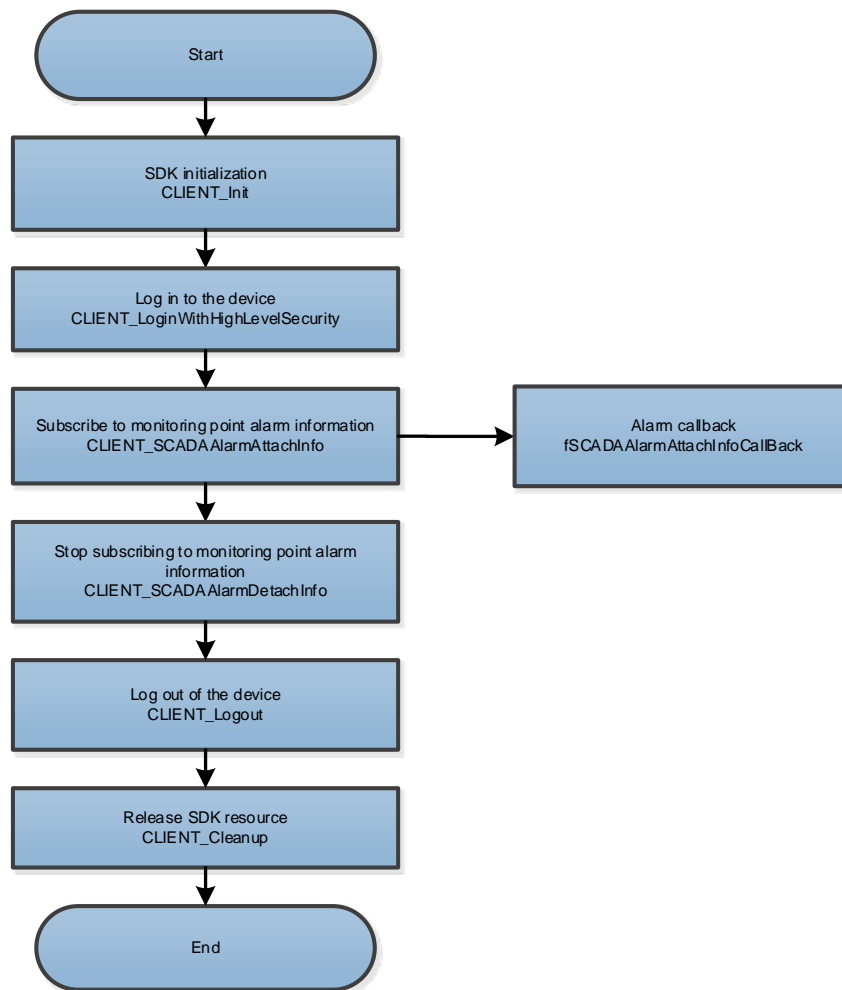 Start
SDK initialization
CLIENT_Init
Log in to the device
CLIENT_LoginWithHighLevelSecurity
Subscribe to monitoring point alarm information
CLIENT_SCADAAlarmAttachInfo
Alarm callback
fSCADAAlarmAttachInfoCallBack
Stop subscribing to monitoring point alarm
information
CLIENT_SCADAAlarmDetachInfo
Log out of the device
CLIENT_Logout
Release SDK resource
CLIENT_Cleanup
End